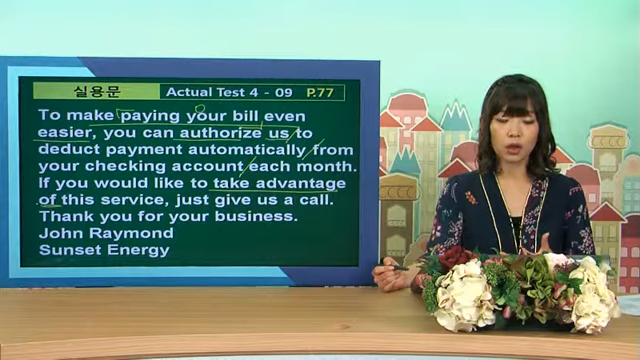 실용문 Actual Test 4 - 09 P.77
To make paying your bill even
easier, you can authorize us to
deduct payment automatically from
your checking account each month.
If you would like to take advantage
of this service, just give us a call.
Thank you for your business.
John Raymond
Sunset Energy